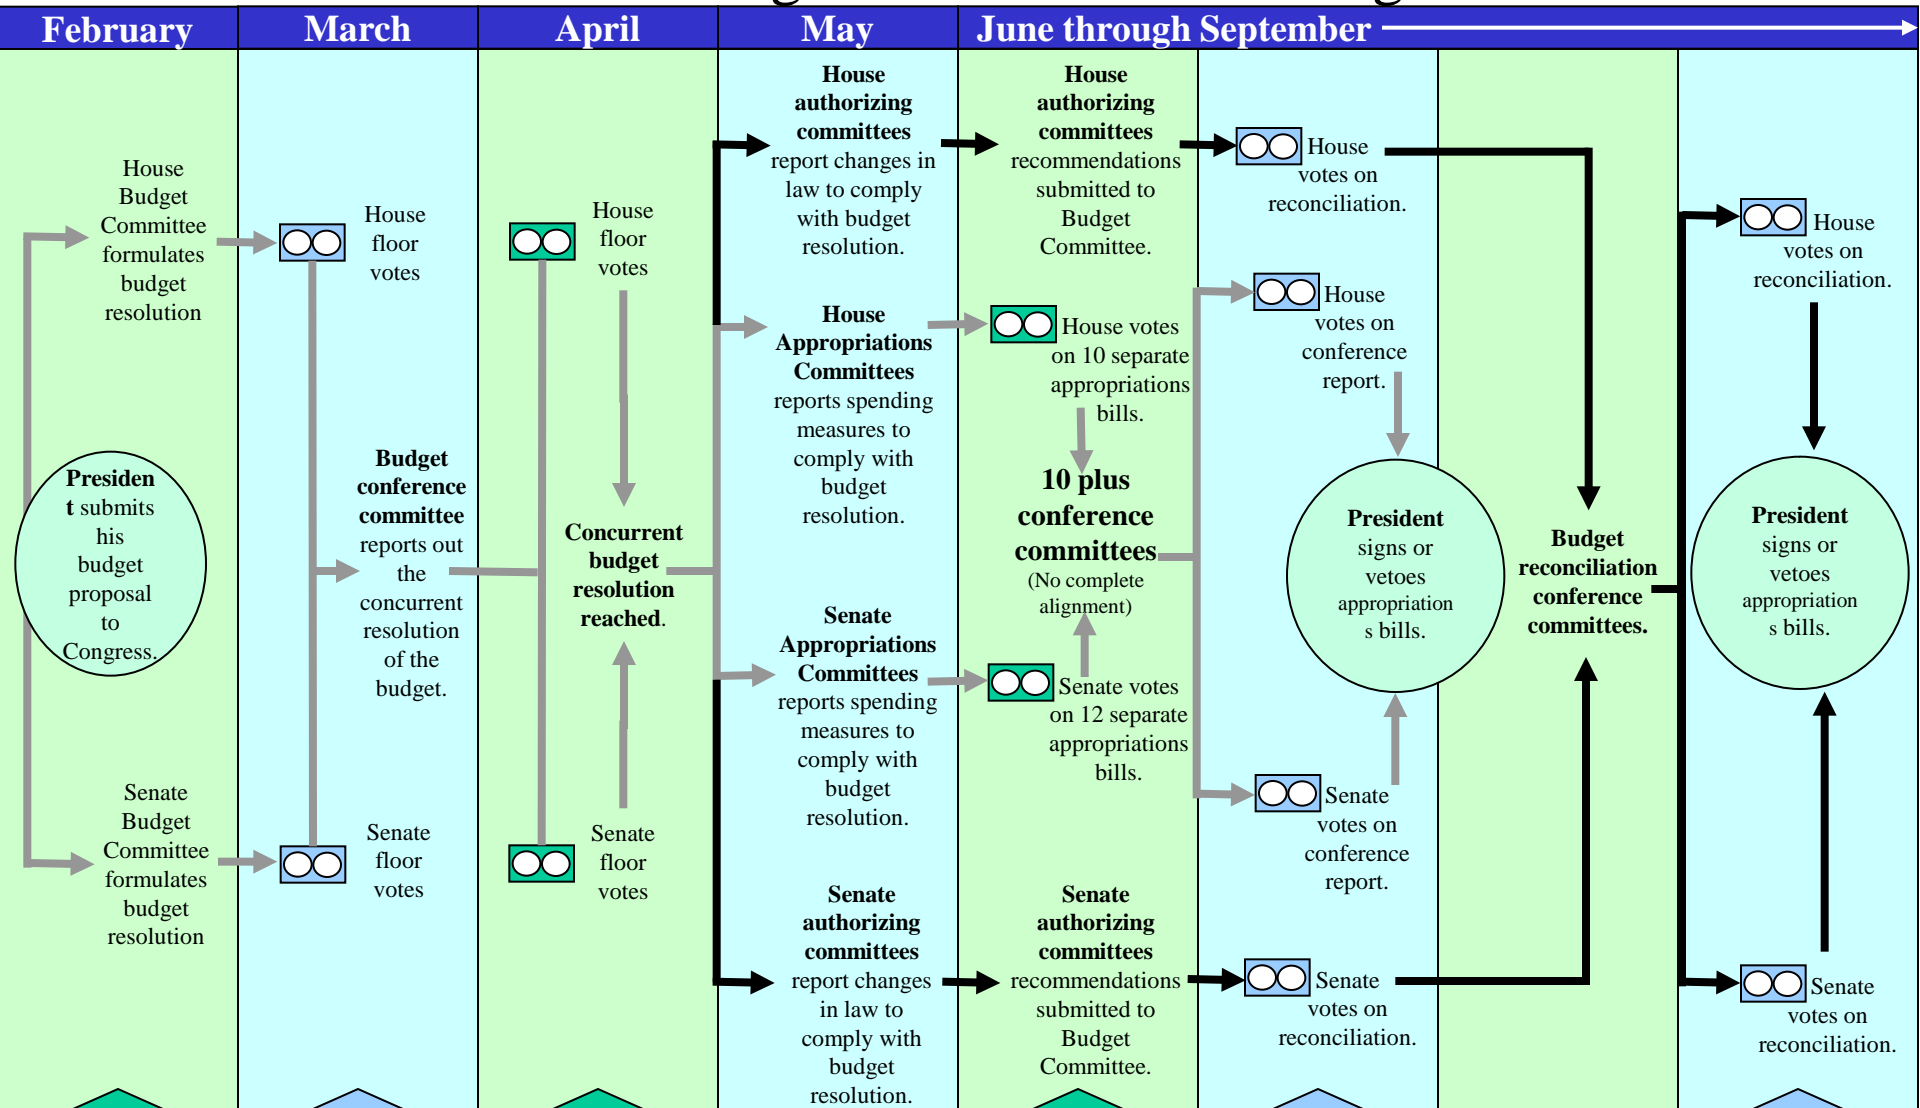 February
March
April
May
June through September
House
Budget
Committee
formulates
budget
resolution
Presiden
t submits
his
budget
proposal
to
Congress.
Senate
Budget
Committee
formulates
budget
resolution
House
floor
votes
Budget
conference
committee
reports out
the
concurrent
resolution
of the
budget.
Senate
floor
votes
House
floor
votes
Concurrent
budget
resolution
reached.
Senate
floor
votes
House
authorizing
committees
report changes in
law to comply
with budget
resolution.
House
Appropriations
Committees
reports spending
measures to
comply with
budget
resolution.
Senate
Appropriations
Committees
reports spending
measures to
comply with
budget
resolution.
Senate
authorizing
committees
report changes
in law to
comply with
budget
resolution.
House
authorizing
committees
recommendations
submitted to
Budget
Committee.
House votes
on 10 separate
appropriations
bills.
10 plus
conference
committees
(No complete
alignment)
Senate votes
on 12 separate
appropriations
bills.
Senate
authorizing
committees
recommendations
submitted to
Budget
Committee.
House
votes on
reconciliation.
House
votes on
conference
report.
President
signs or
vetoes
appropriation
s bills.
Senate
votes on
conference
report.
Senate
votes on
reconciliation.
Budget
reconciliation
conference
committees.
House
votes on
reconciliation.
President
signs or
vetoes
appropriation
s bills.
Senate
votes on
reconciliation.